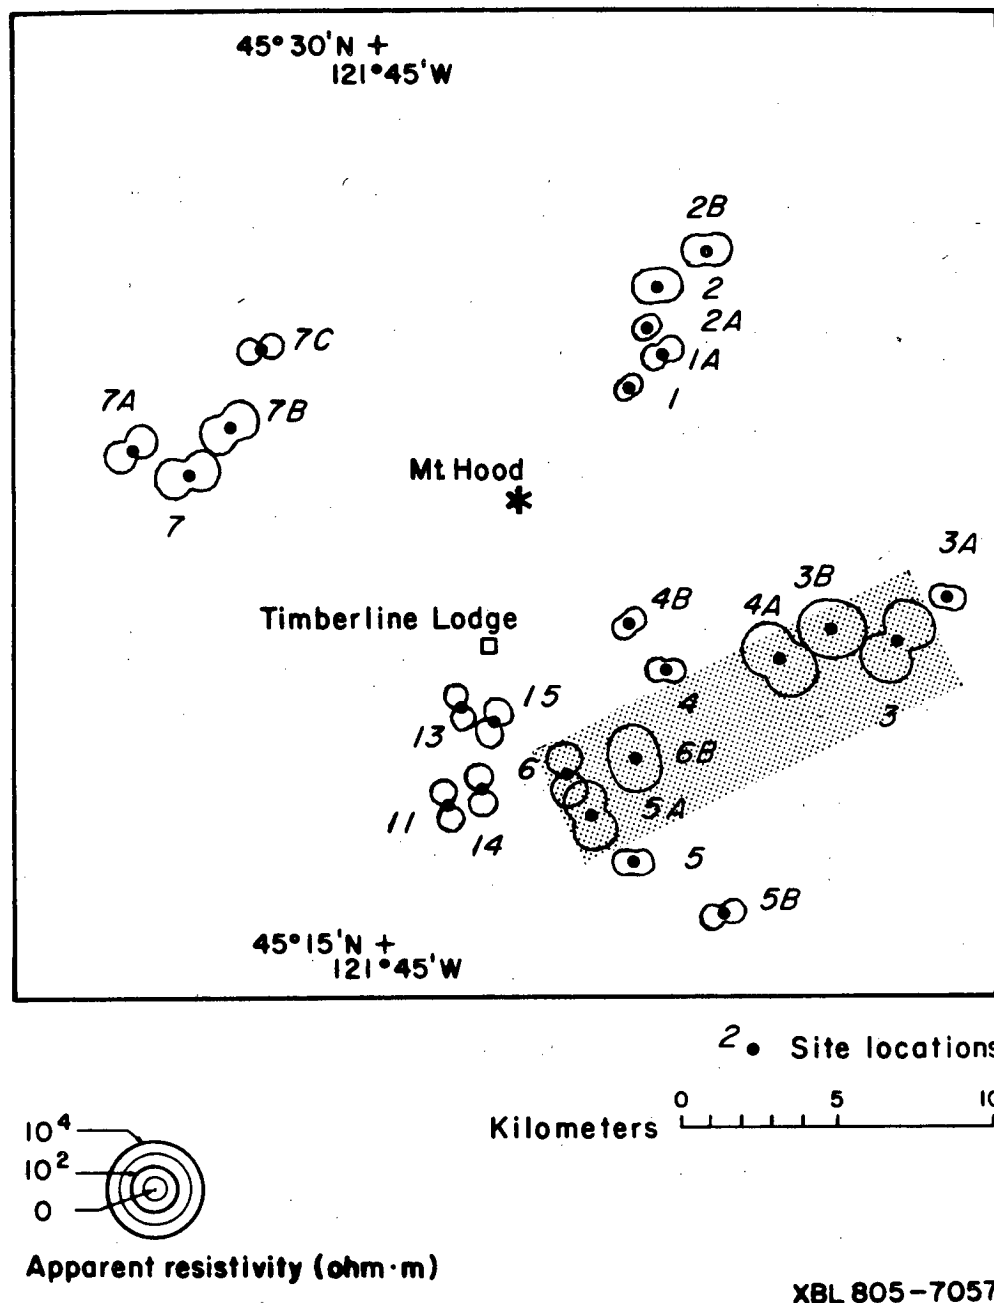 45°30'N +
121°45'W
2B
2
2A
1A
1
7C
7A
7B
7
Mt. Hood
3A
3B
4B
4A
Timberline Lodge
4
3
15
13
6
6B
5A
11
14
5
5B
45°15'N +
121°45'W
2 • Site locations
0 5 10
Kilometers
10⁴
10²
0
Apparent resistivity (ohm·m)
XBL 805-7057